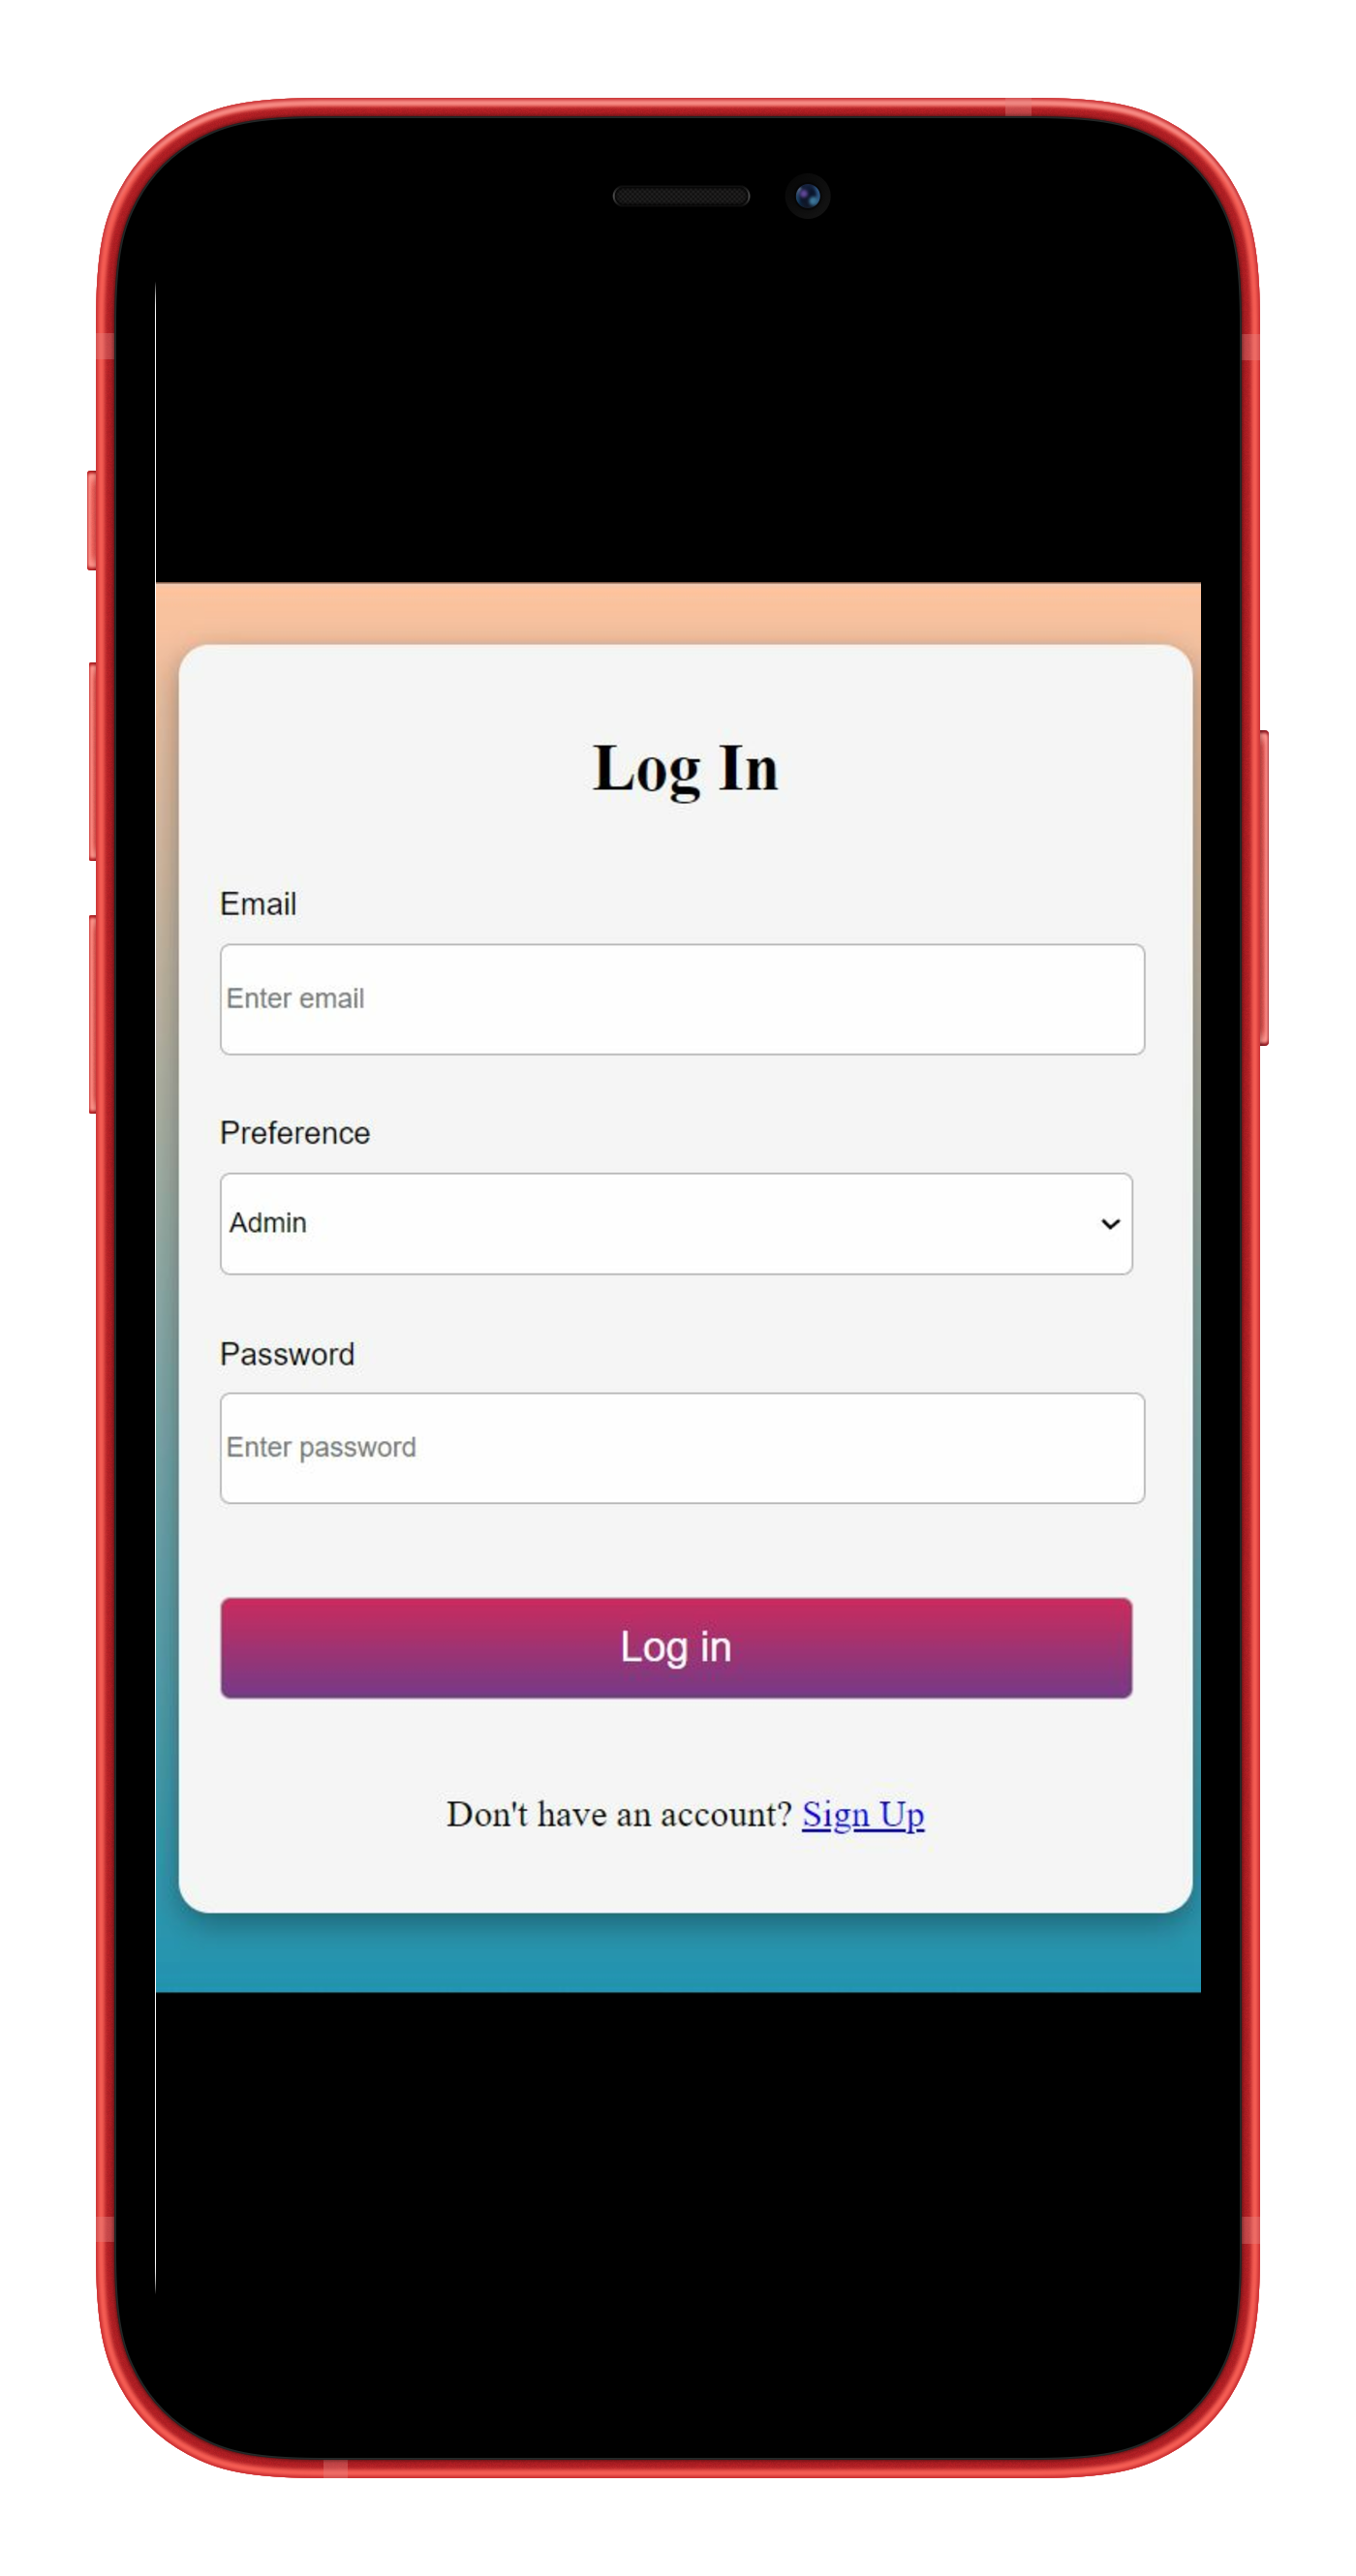 Log In
Email
Enter email
Preference
Admin
Password
Enter password
Log in
Don't have an account? Sign Up